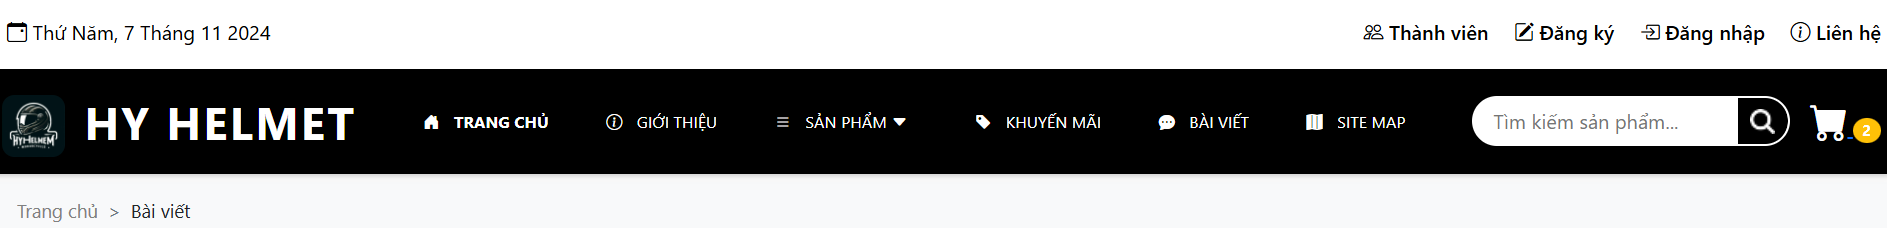 Thứ Năm, 7 Tháng 11 2024 Thành viên Đăng ký Đăng nhập Liên hệ
HY HELMET TRANG CHỦ GIỚI THIỆU SẢN PHẨM KHUYẾN MÃI BÀI VIẾT SITE MAP Tìm kiếm sản phẩm... 2
Trang chủ > Bài viết